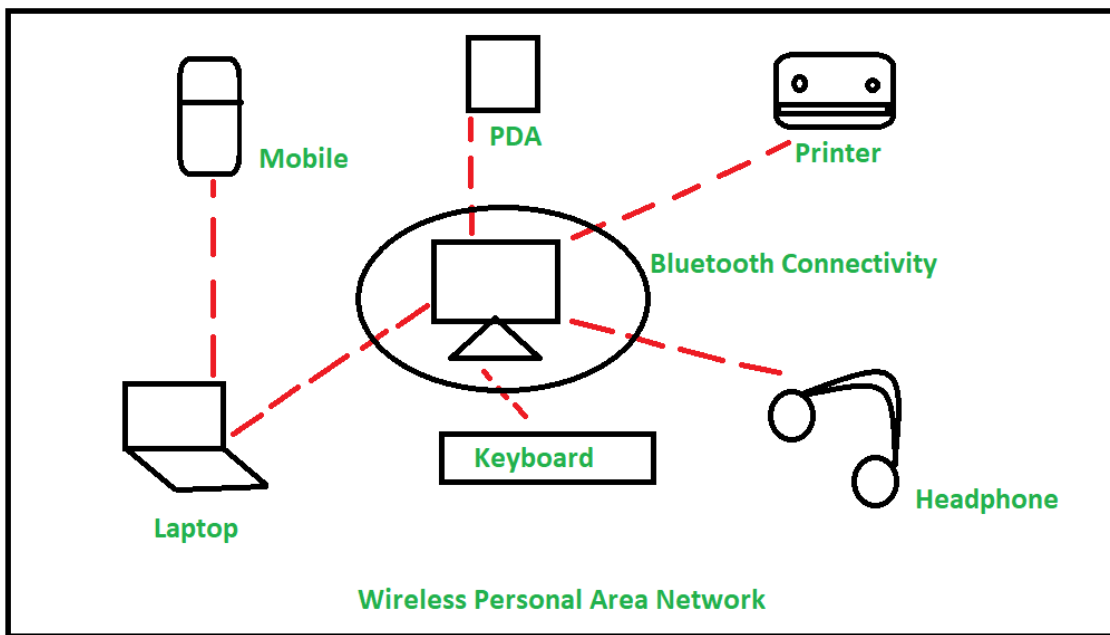 PDA
Mobile
Printer
Bluetooth Connectivity
Keyboard
Headphone
Laptop
Wireless Personal Area Network